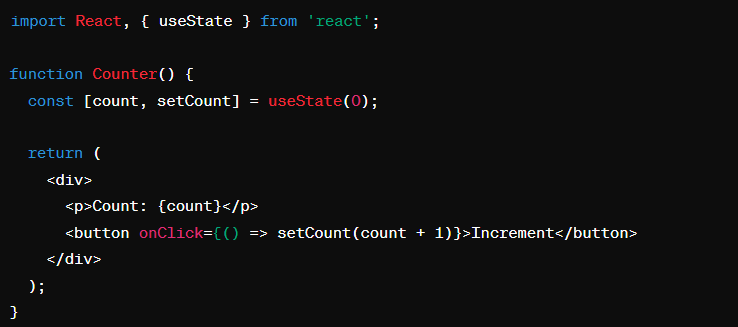 import React, { useState } from 'react';
function Counter() {
const [count, setCount] = useState(0);
return (
<div>
<p>Count: {count}</p>
<button onClick={() => setCount(count + 1)}>Increment</button>
</div>
);
}